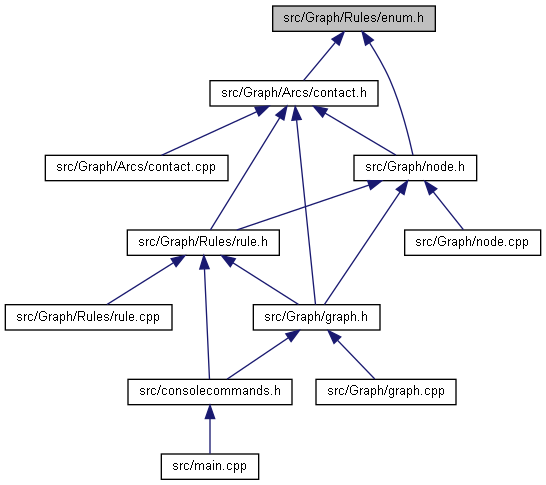 src/Graph/Rules/enum.h
src/Graph/Arcs/contact.h
src/Graph/Arcs/contact.cpp
src/Graph/node.h
src/Graph/Rules/rule.h
src/Graph/node.cpp
src/Graph/Rules/rule.cpp
src/Graph/graph.h
src/consolecommands.h
src/Graph/graph.cpp
src/main.cpp